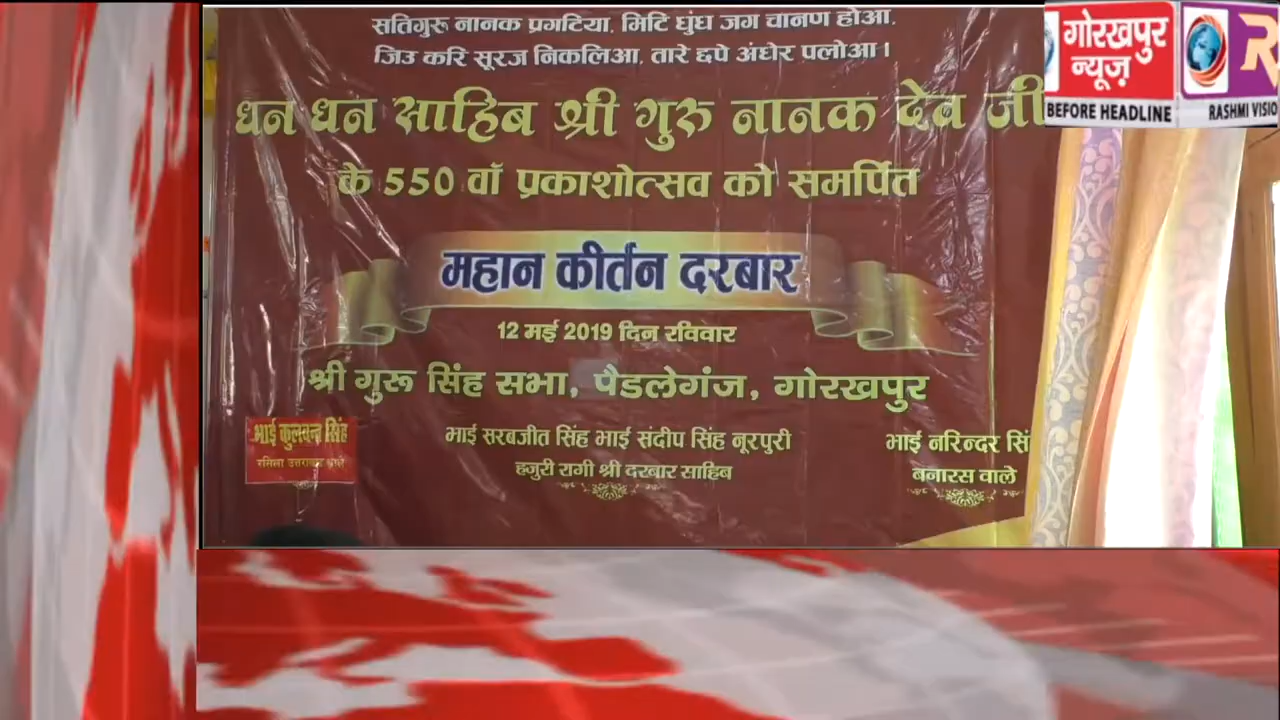 सतिगुरू नानक प्रगटिया, मिटि धुंध जग चानण होआ,
जिउ करि सूरज निकलिआ, तारे छपे अंधेर पलोआ।
धन धन साहिब श्री गुरु नानक देव जी
के 550 वॉ प्रकाशोत्सव को समर्पित
महान कीर्तन दरबार
12 मई 2019 दिन रविवार
श्री गुरू सिंह सभा, पैडलेगंज, गोरखपुर
भाई कुलवन्त सिंह
भाई सरबजीत सिंह भाई संदीप सिंह नूरपुरी
हजुरी रागी श्री दरबार साहिब
भाई नरिन्दर सिं
बनारस वाले
गोरखपुर
न्यूज़
BEFORE HEADLINE
R
RASHMI VISIO